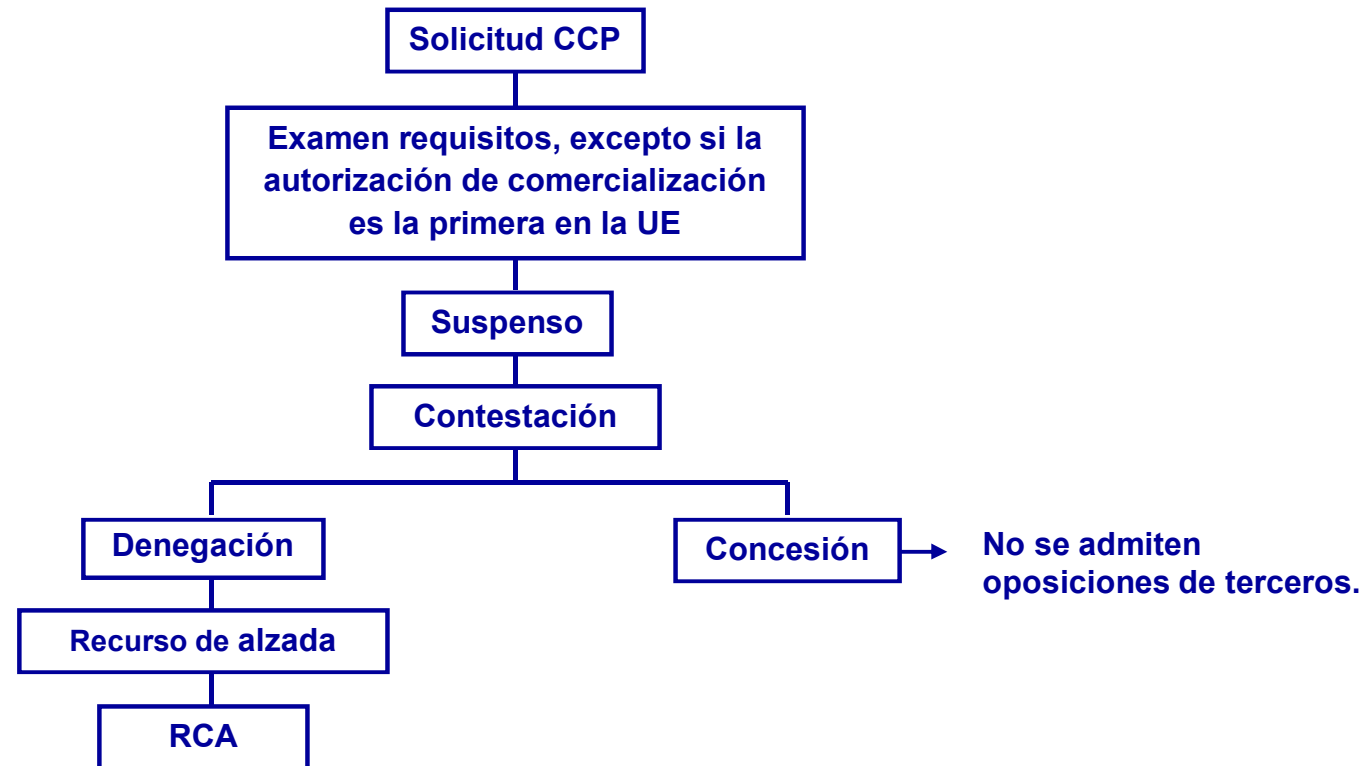 Solicitud CCP
Examen requisitos, excepto si la
autorización de comercialización
es la primera en la UE
Suspenso
Contestación
Denegación
Concesión
No se admiten
oposiciones de terceros.
Recurso de alzada
RCA